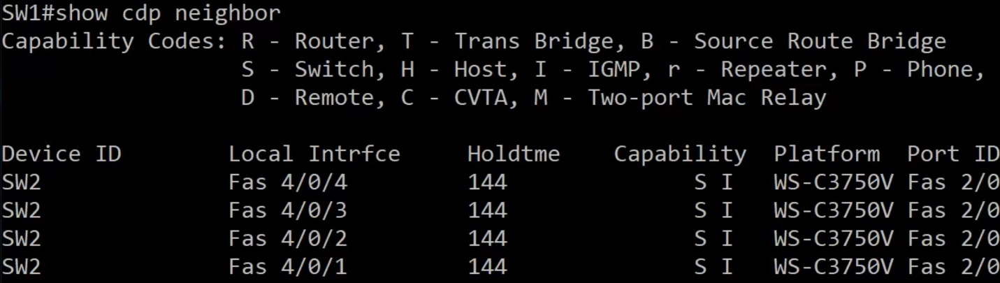 SW1#show cdp neighbor
Capability Codes: R - Router, T - Trans Bridge, B - Source Route Bridge
S - Switch, H - Host, I - IGMP, r - Repeater, P - Phone,
D - Remote, C - CVTA, M - Two-port Mac Relay
Device ID Local Intrfce Holdtme Capability Platform Port ID
SW2 Fas 4/0/4 144 S I WS-C3750V Fas 2/0
SW2 Fas 4/0/3 144 S I WS-C3750V Fas 2/0
SW2 Fas 4/0/2 144 S I WS-C3750V Fas 2/0
SW2 Fas 4/0/1 144 S I WS-C3750V Fas 2/0